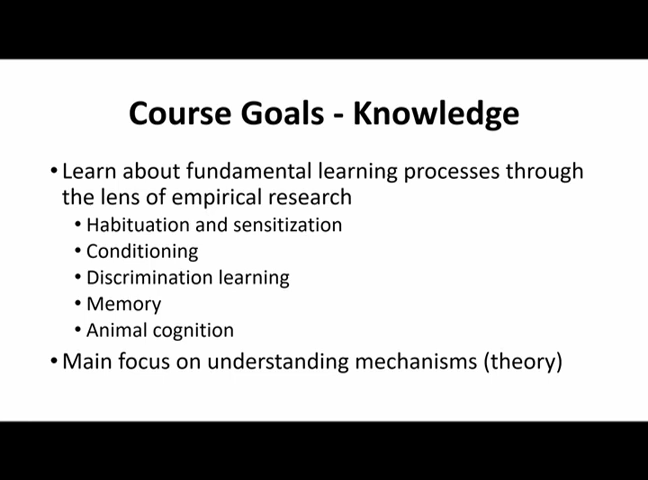 Course Goals - Knowledge
• Learn about fundamental learning processes through
the lens of empirical research
• Habituation and sensitization
• Conditioning
• Discrimination learning
• Memory
• Animal cognition
• Main focus on understanding mechanisms (theory)